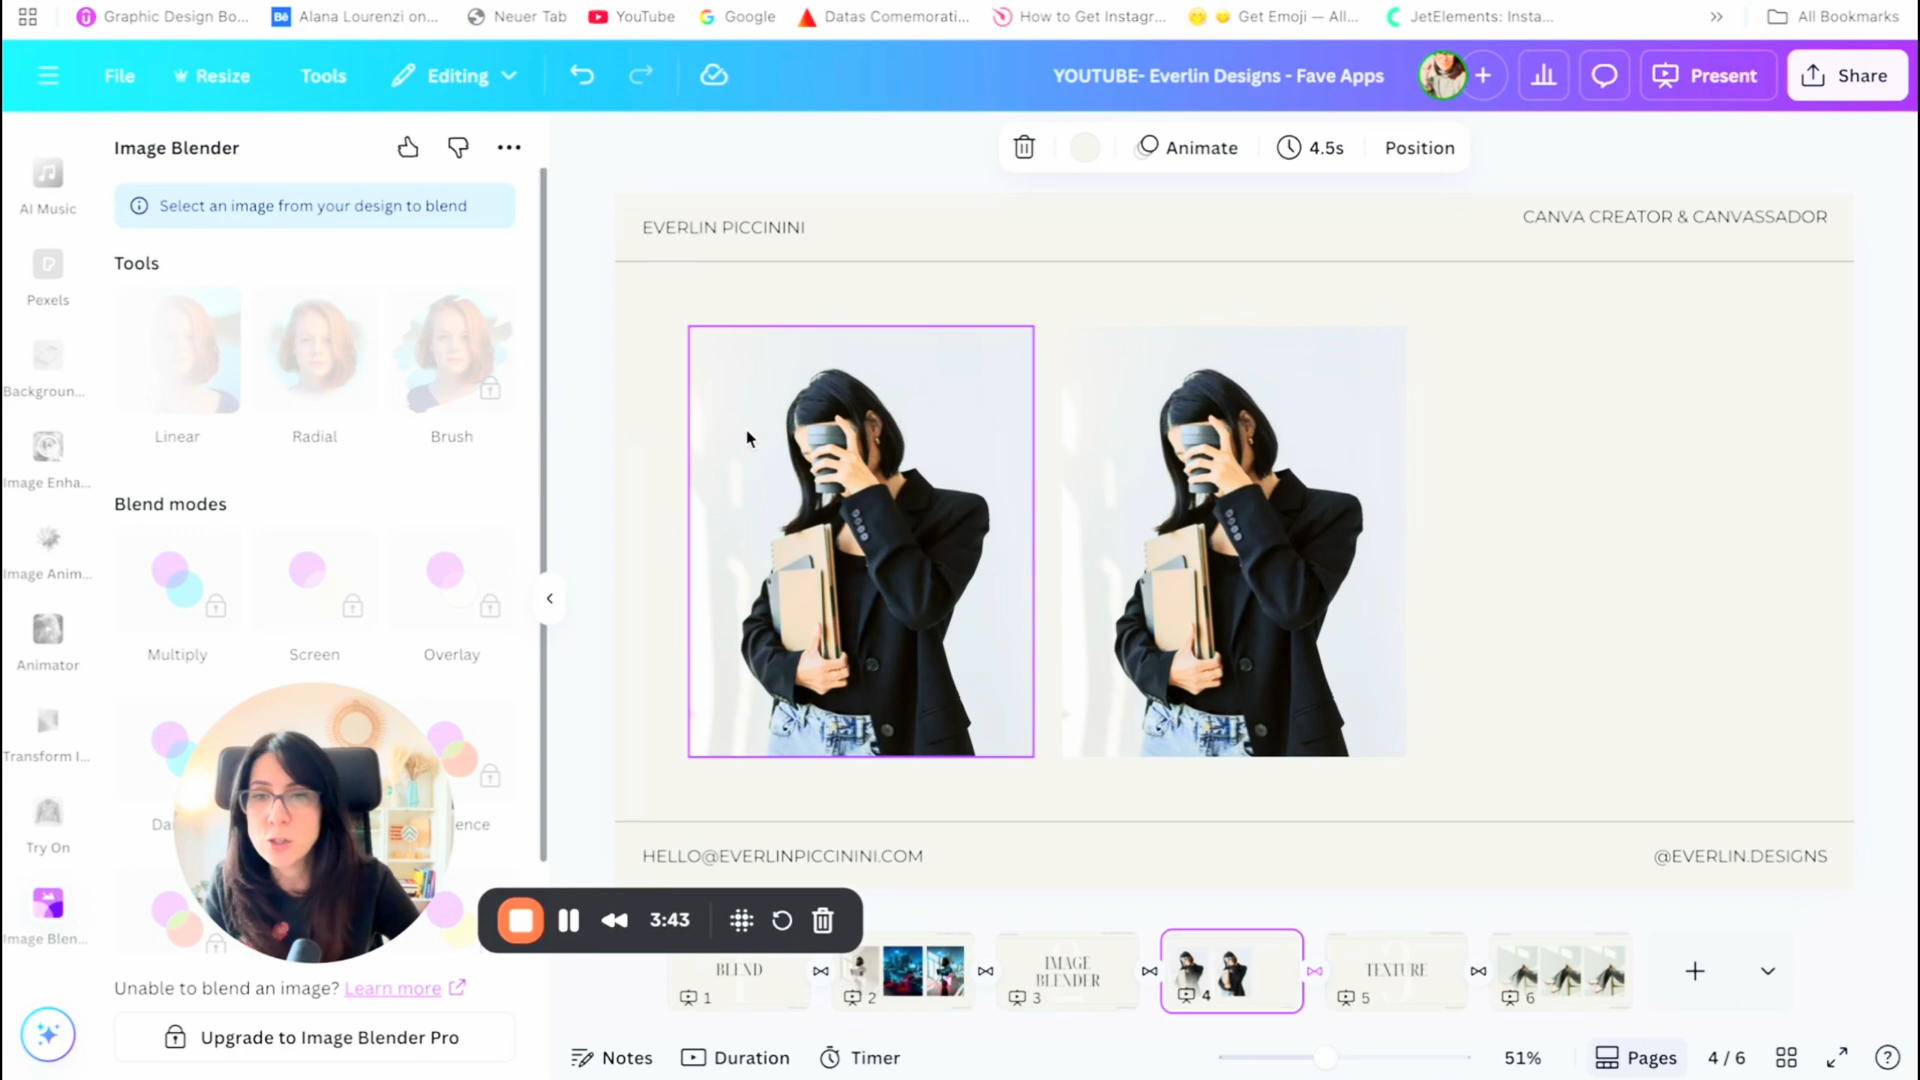 Graphic Design Bo...
Bē Alana Lourenzi on...
Neuer Tab
YouTube
Google
Datas Comemorati...
How to Get Instagr...
Get Emoji — All...
JetElements: Insta...
All Bookmarks
File
Resize
Tools
Editing
YOUTUBE- Everlin Designs - Fave Apps
Present
Share
Image Blender
Animate
4.5s
Position
AI Music
Pexels
Backgroun...
Image Enha...
Image Anim...
Animator
Transform I...
Try On
Image Blen...
Select an image from your design to blend
Tools
Linear
Radial
Brush
Blend modes
Multiply
Screen
Overlay
Da
ence
Unable to blend an image? Learn more
Upgrade to Image Blender Pro
EVERLIN PICCININI
CANVA CREATOR & CANVASSADOR
HELLO@EVERLINPICCININI.COM
@EVERLIN.DESIGNS
3:43
BLEND
1
2
IMAGE
BLENDER
3
4
TEXTURE
5
6
Notes
Duration
Timer
51%
Pages
4 / 6